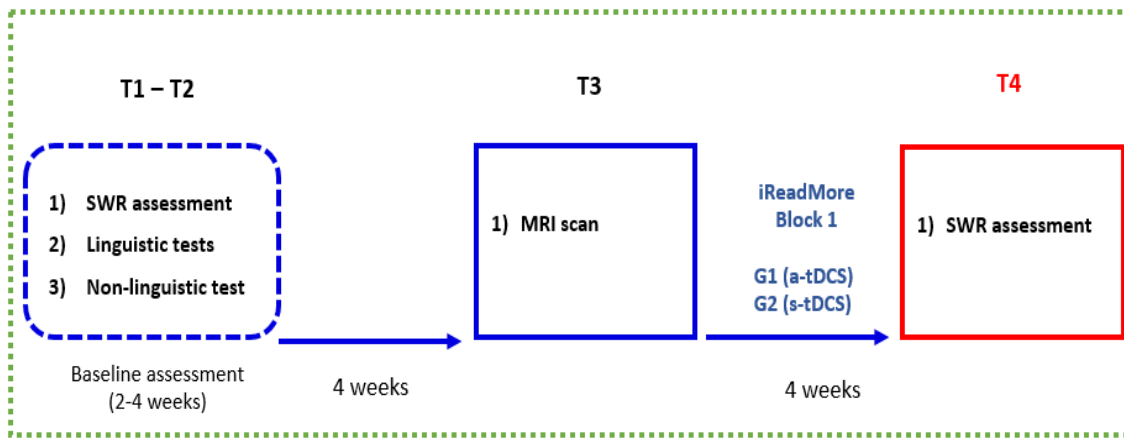 T1 – T2
T3
T4
1) SWR assessment
2) Linguistic tests
3) Non-linguistic test
1) MRI scan
iReadMore
Block 1
G1 (a-tDCS)
G2 (s-tDCS)
1) SWR assessment
Baseline assessment
(2-4 weeks)
4 weeks
4 weeks